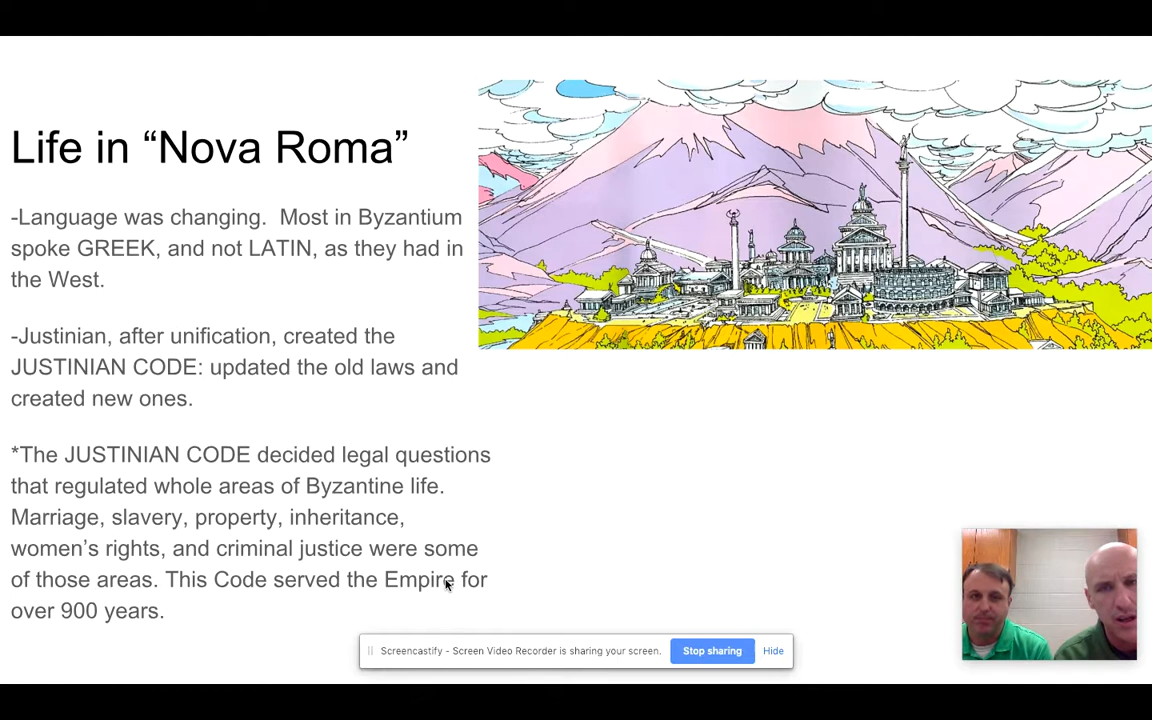 Life in “Nova Roma”
-Language was changing.  Most in Byzantium
spoke GREEK, and not LATIN, as they had in
the West.
-Justinian, after unification, created the
JUSTINIAN CODE: updated the old laws and
created new ones.
*The JUSTINIAN CODE decided legal questions
that regulated whole areas of Byzantine life.
Marriage, slavery, property, inheritance,
women’s rights, and criminal justice were some
of those areas. This Code served the Empire for
over 900 years.
Screencastify - Screen Video Recorder is sharing your screen. Stop sharing Hide